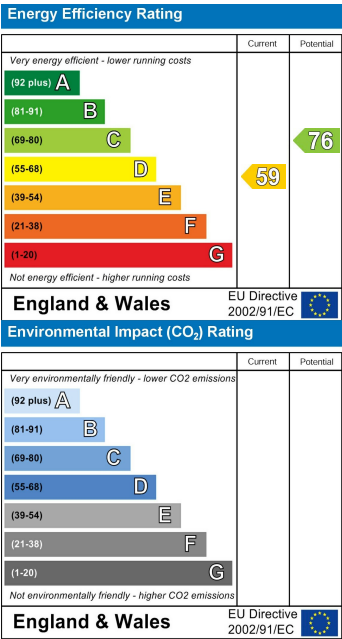 Energy Efficiency Rating
Current Potential
Very energy efficient - lower running costs
(92 plus) A
(81-91) B
(69-80) C
76
(55-68) D
59
(39-54) E
(21-38) F
(1-20) G
Not energy efficient - higher running costs
England & Wales
EU Directive
2002/91/EC
Environmental Impact (CO₂) Rating
Current Potential
Very environmentally friendly - lower CO2 emissions
(92 plus) A
(81-91) B
(69-80) C
(55-68) D
(39-54) E
(21-38) F
(1-20) G
Not environmentally friendly - higher CO2 emissions
England & Wales
EU Directive
2002/91/EC